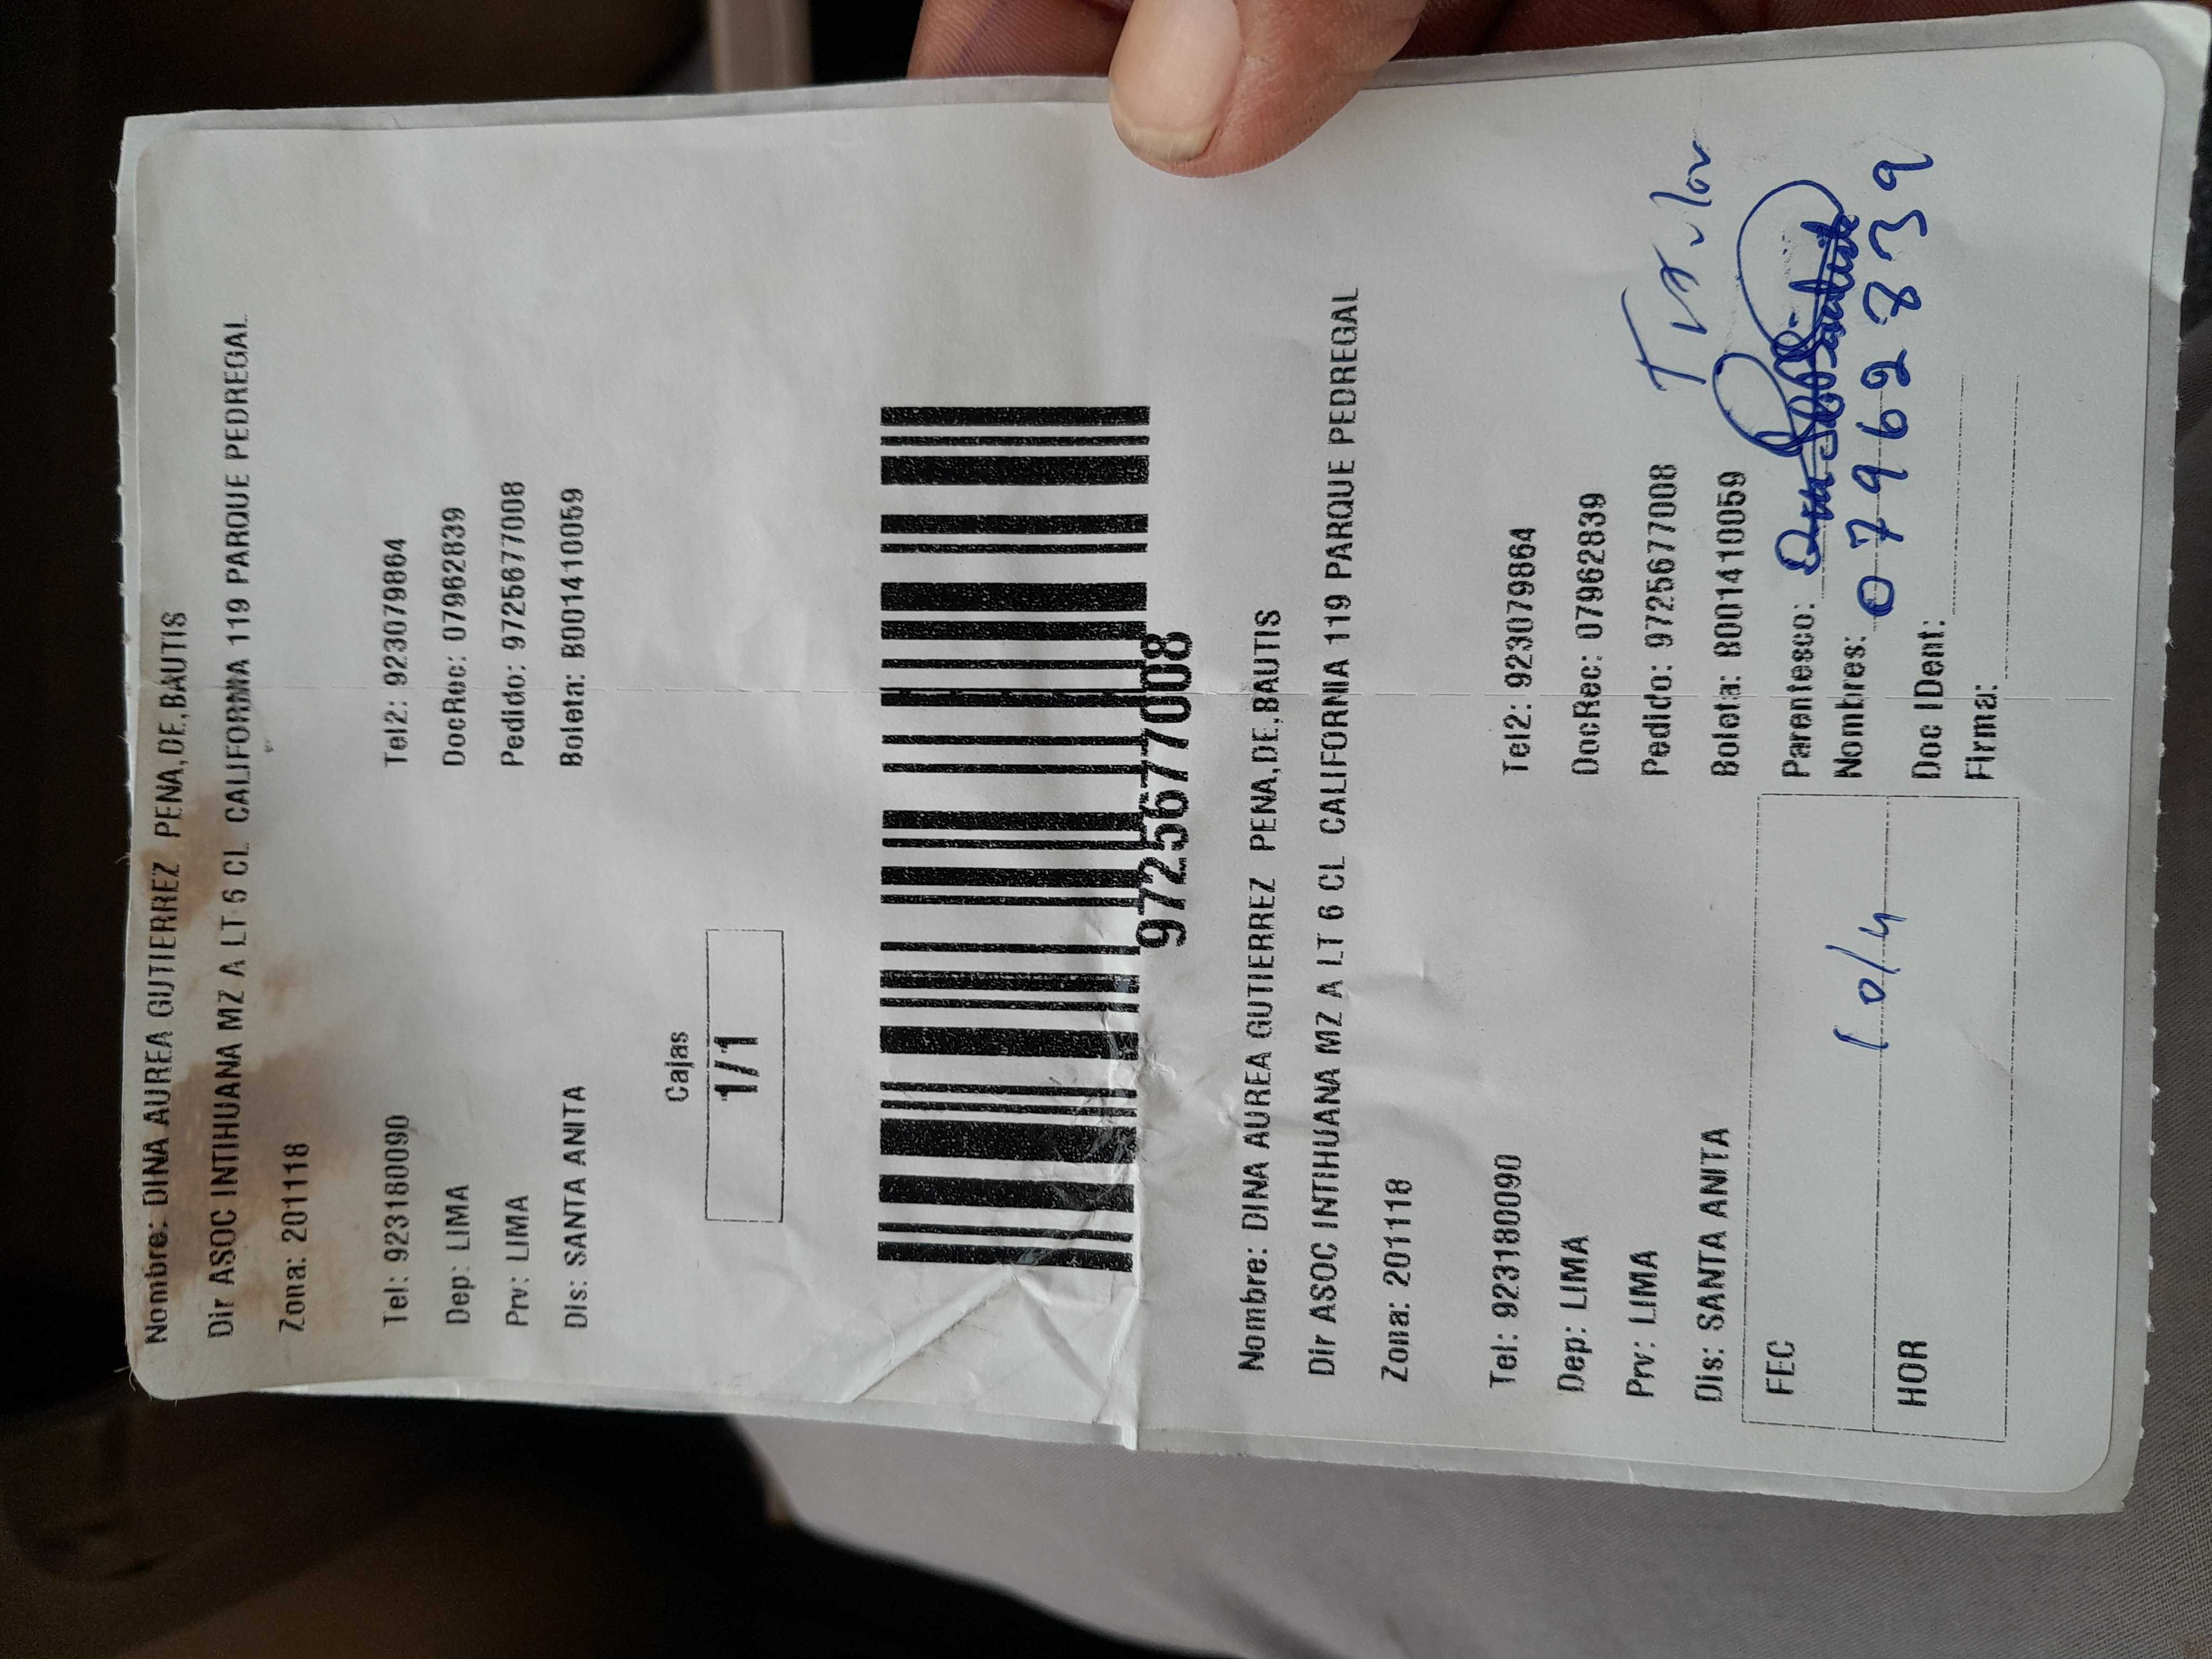 Nombre: DINA AUREA GUTIERREZ PENA,DE,BAUTIS
Dir ASOC INTIHUANA MZ A LT 6 CL CALIFORNIA 119 PARQUE PEDREGAL
Zona: 201118
Tel: 923180090 Tel2: 923079864
Dep: LIMA DocRec: 07962839
Prv: LIMA Pedido: 9725677008
Dis: SANTA ANITA Boleta: B001410059
Cajas
1/1
9725677008
Nombre: DINA AUREA GUTIERREZ PENA,DE,BAUTIS
Dir ASOC INTIHUANA MZ A LT 6 CL CALIFORNIA 119 PARQUE PEDREGAL
Zona: 201118
Tel: 923180090 Tel2: 923079864
Dep: LIMA DocRec: 07962839
Prv: LIMA Pedido: 9725677008
Dis: SANTA ANITA Boleta: B001410059
FEC Parentesco:
10/4 Nombres: 07962839
HOR Doc IDent:
Firma: